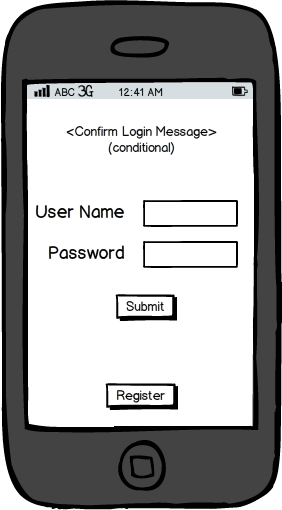 ABC 3G 12:41 AM
<Confirm Login Message>
(conditional)
User Name
Password
Submit
Register